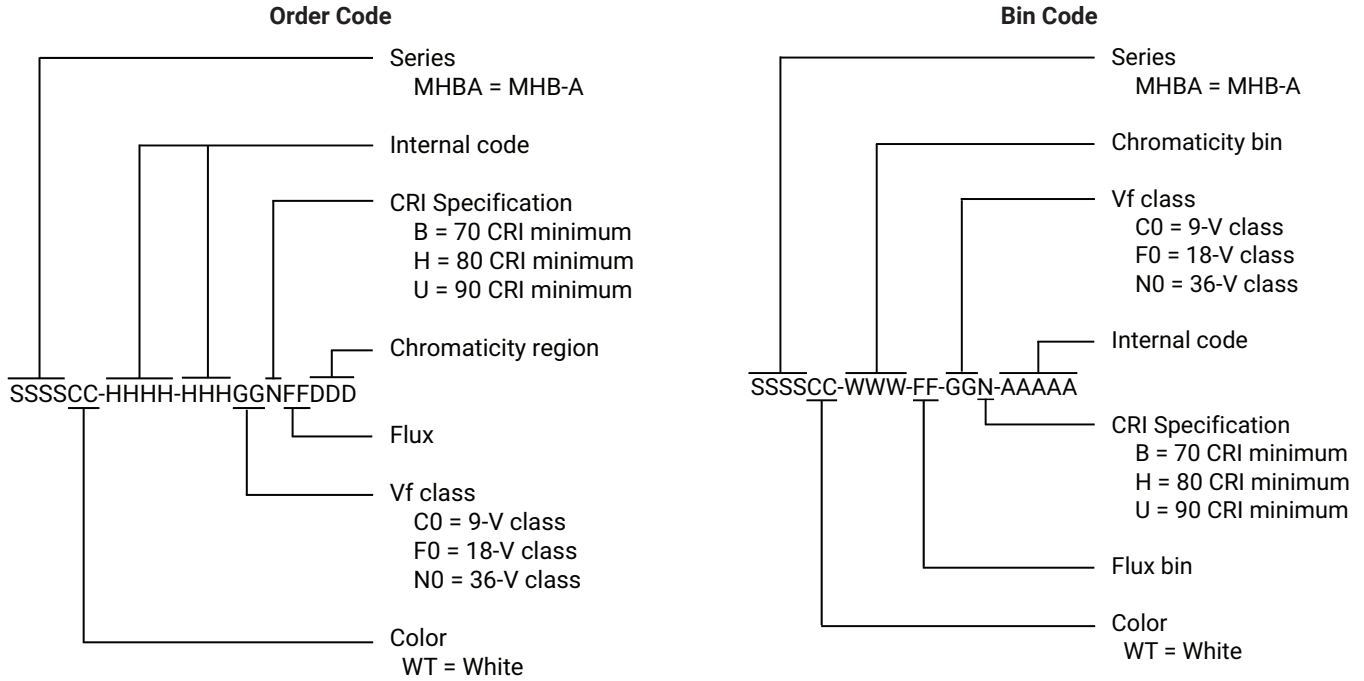 Order Code
Series
MHBA = MHB-A
Internal code
CRI Specification
B = 70 CRI minimum
H = 80 CRI minimum
U = 90 CRI minimum
Chromaticity region
SSSSCC-HHHH-HHHGGNFFDDD
Flux
Vf class
C0 = 9-V class
F0 = 18-V class
N0 = 36-V class
Color
WT = White
Bin Code
Series
MHBA = MHB-A
Chromaticity bin
Vf class
C0 = 9-V class
F0 = 18-V class
N0 = 36-V class
Internal code
SSSSCC-WWW-FF-GGN-AAAAA
CRI Specification
B = 70 CRI minimum
H = 80 CRI minimum
U = 90 CRI minimum
Flux bin
Color
WT = White